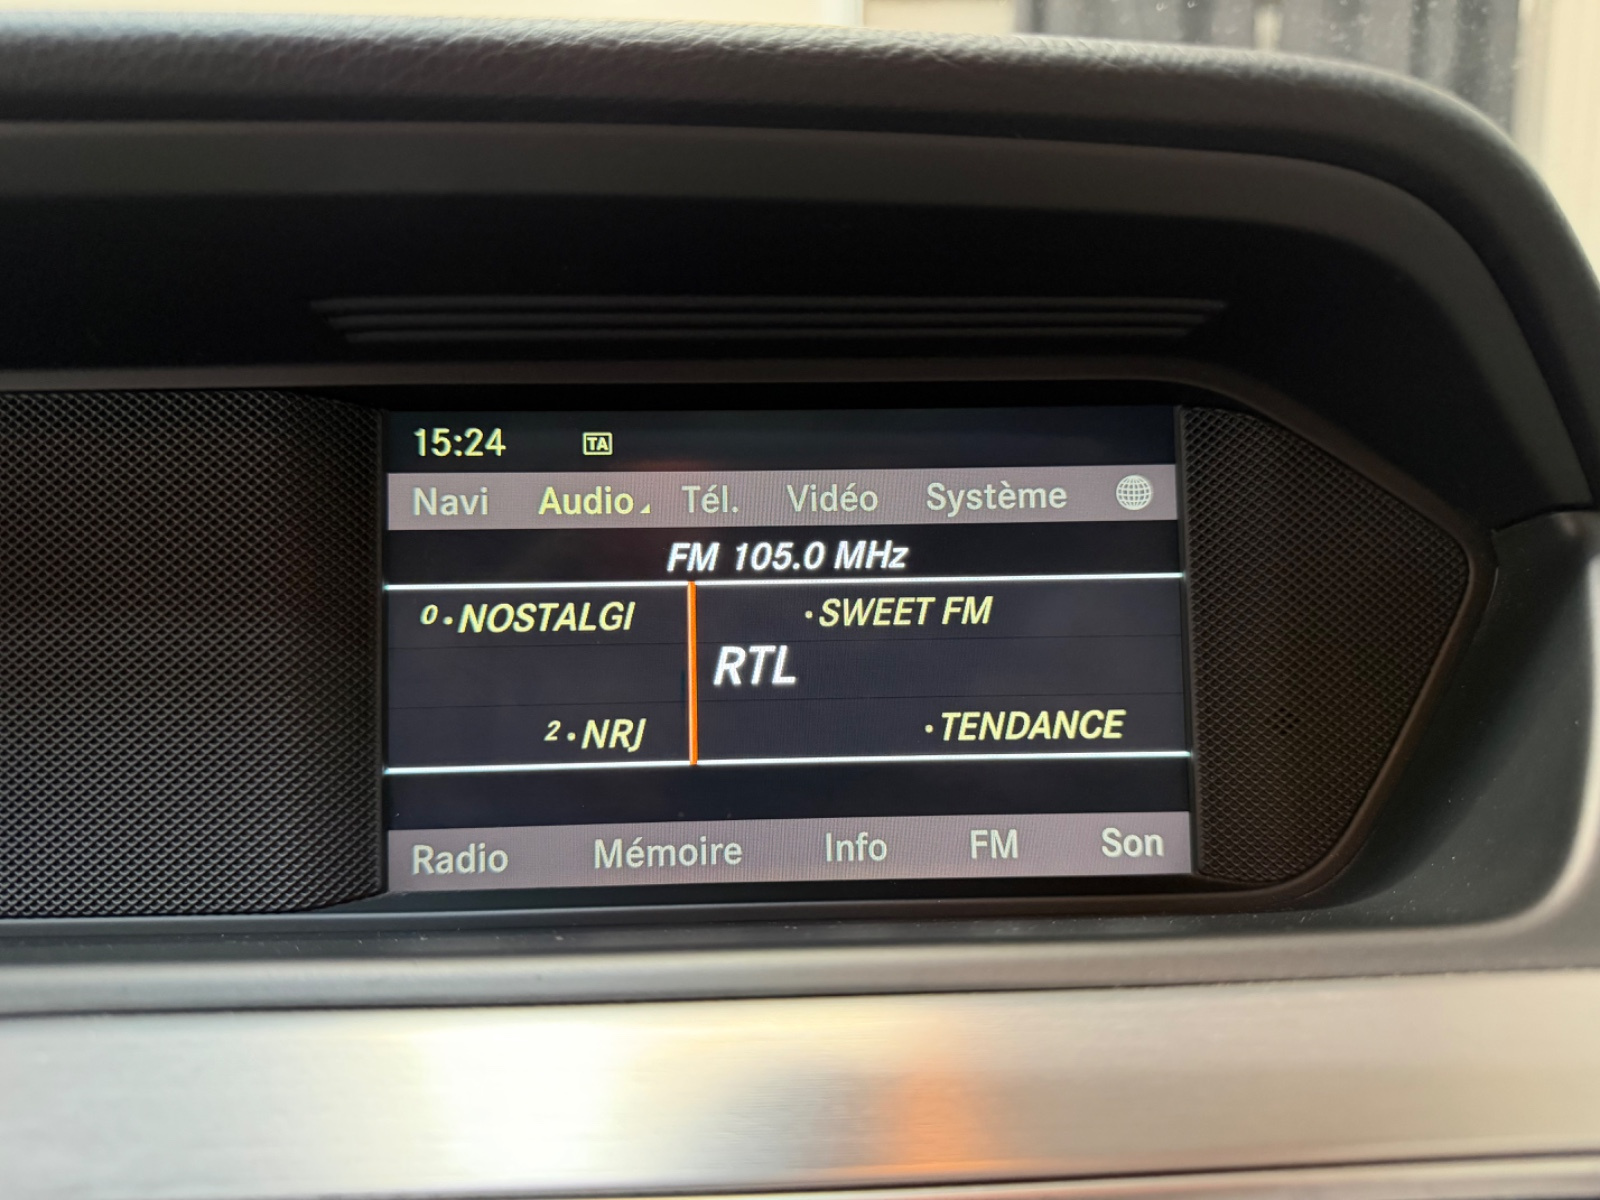 15:24 TA
Navi Audio Tél. Vidéo Système
FM 105.0 MHz
0·NOSTALGI ·SWEET FM
RTL
2·NRJ ·TENDANCE
Radio Mémoire Info FM Son